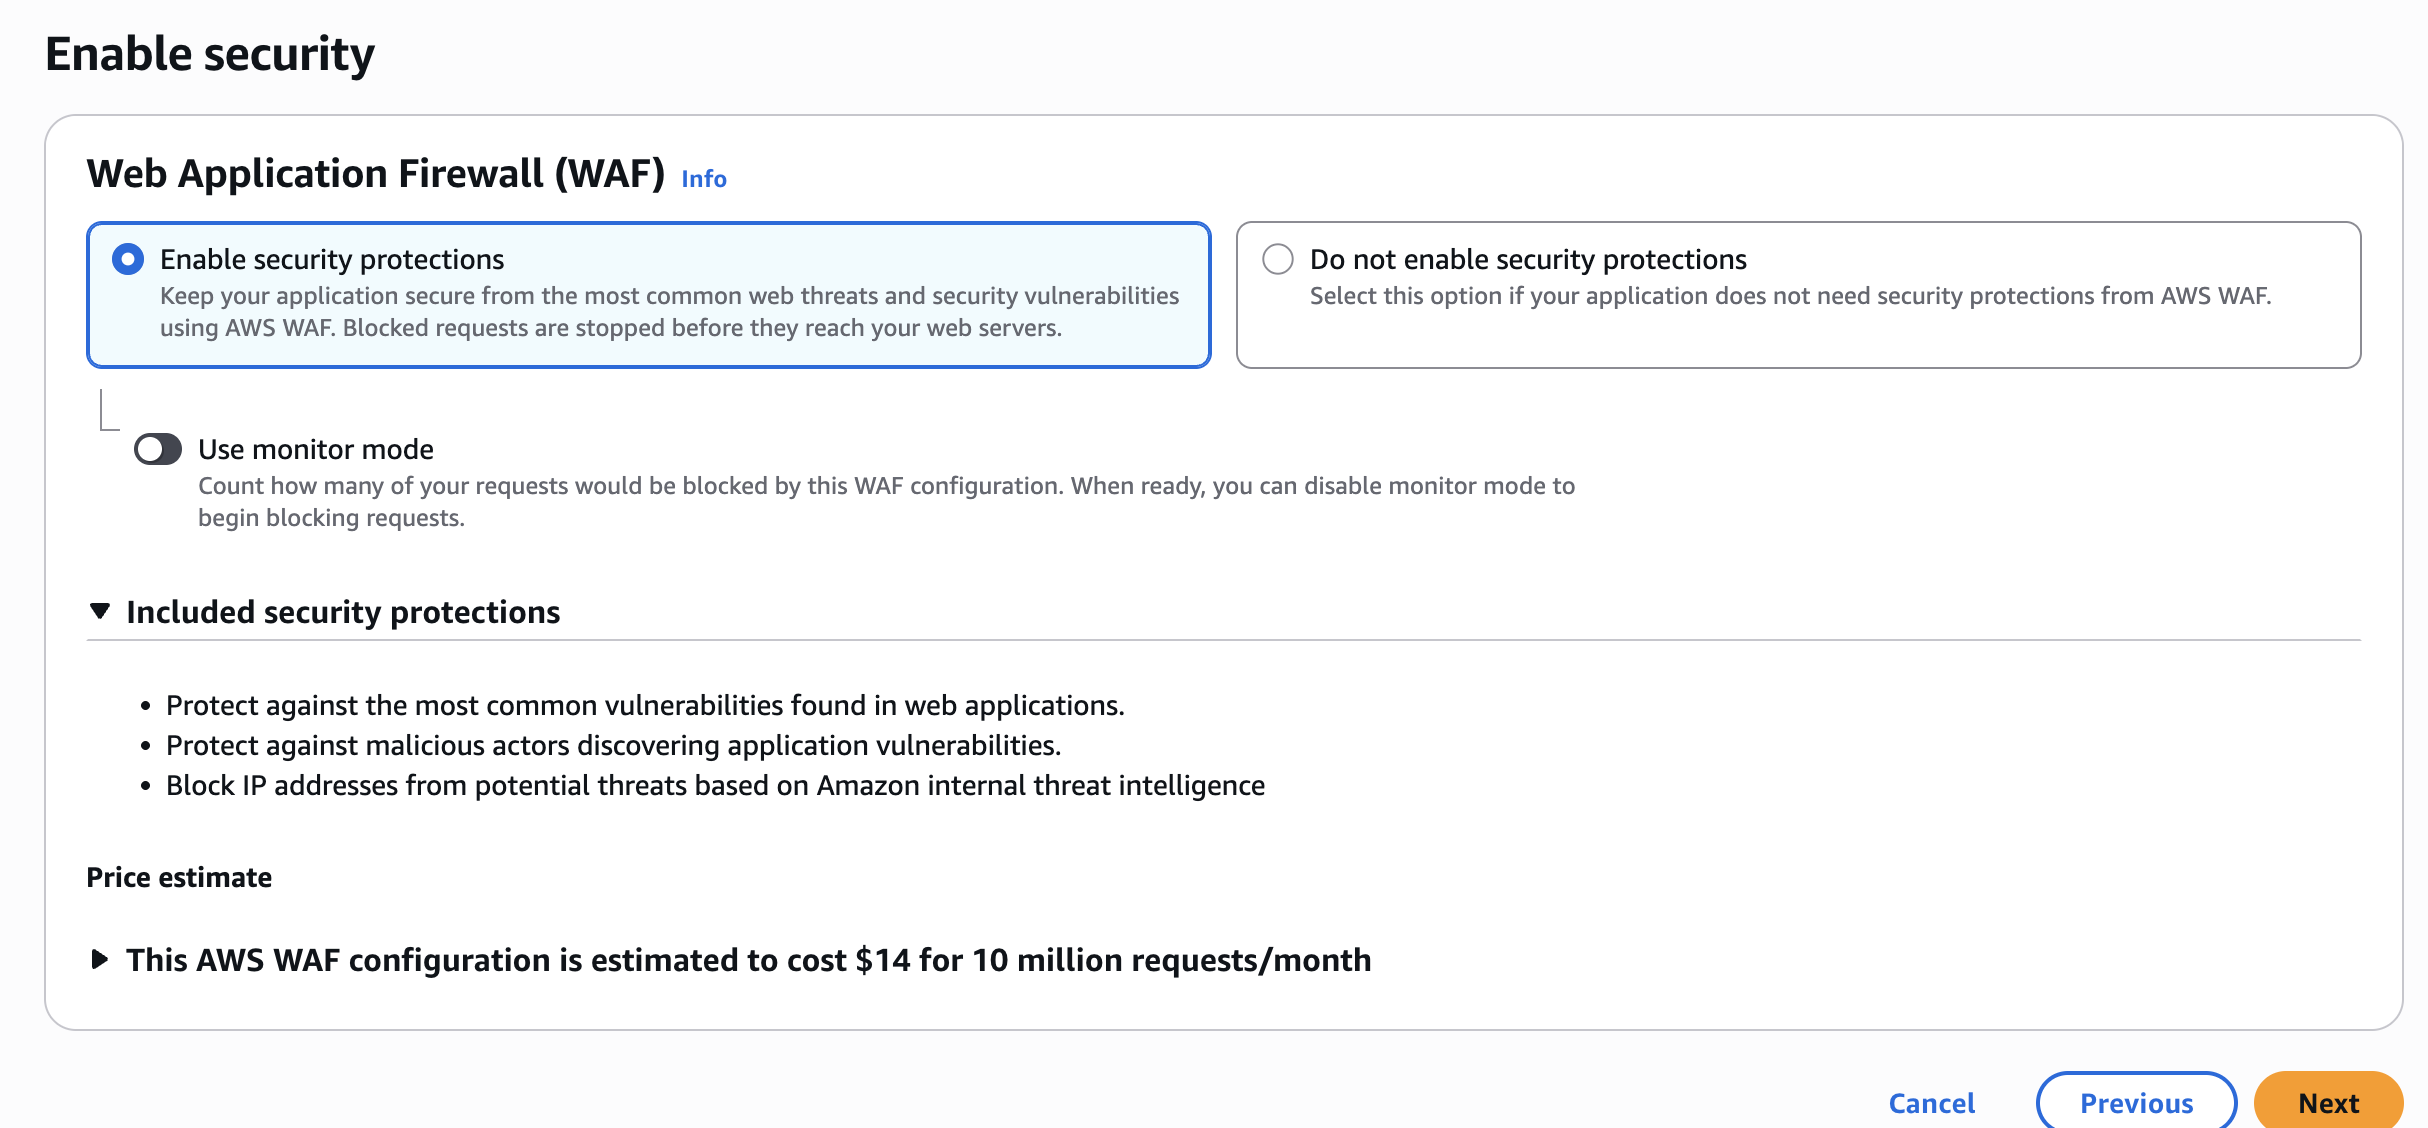 Enable security
Web Application Firewall (WAF) Info
Enable security protections
Keep your application secure from the most common web threats and security vulnerabilities
using AWS WAF. Blocked requests are stopped before they reach your web servers.
Do not enable security protections
Select this option if your application does not need security protections from AWS WAF.
Use monitor mode
Count how many of your requests would be blocked by this WAF configuration. When ready, you can disable monitor mode to
begin blocking requests.
Included security protections
• Protect against the most common vulnerabilities found in web applications.
• Protect against malicious actors discovering application vulnerabilities.
• Block IP addresses from potential threats based on Amazon internal threat intelligence
Price estimate
This AWS WAF configuration is estimated to cost $14 for 10 million requests/month
Cancel
Previous
Next